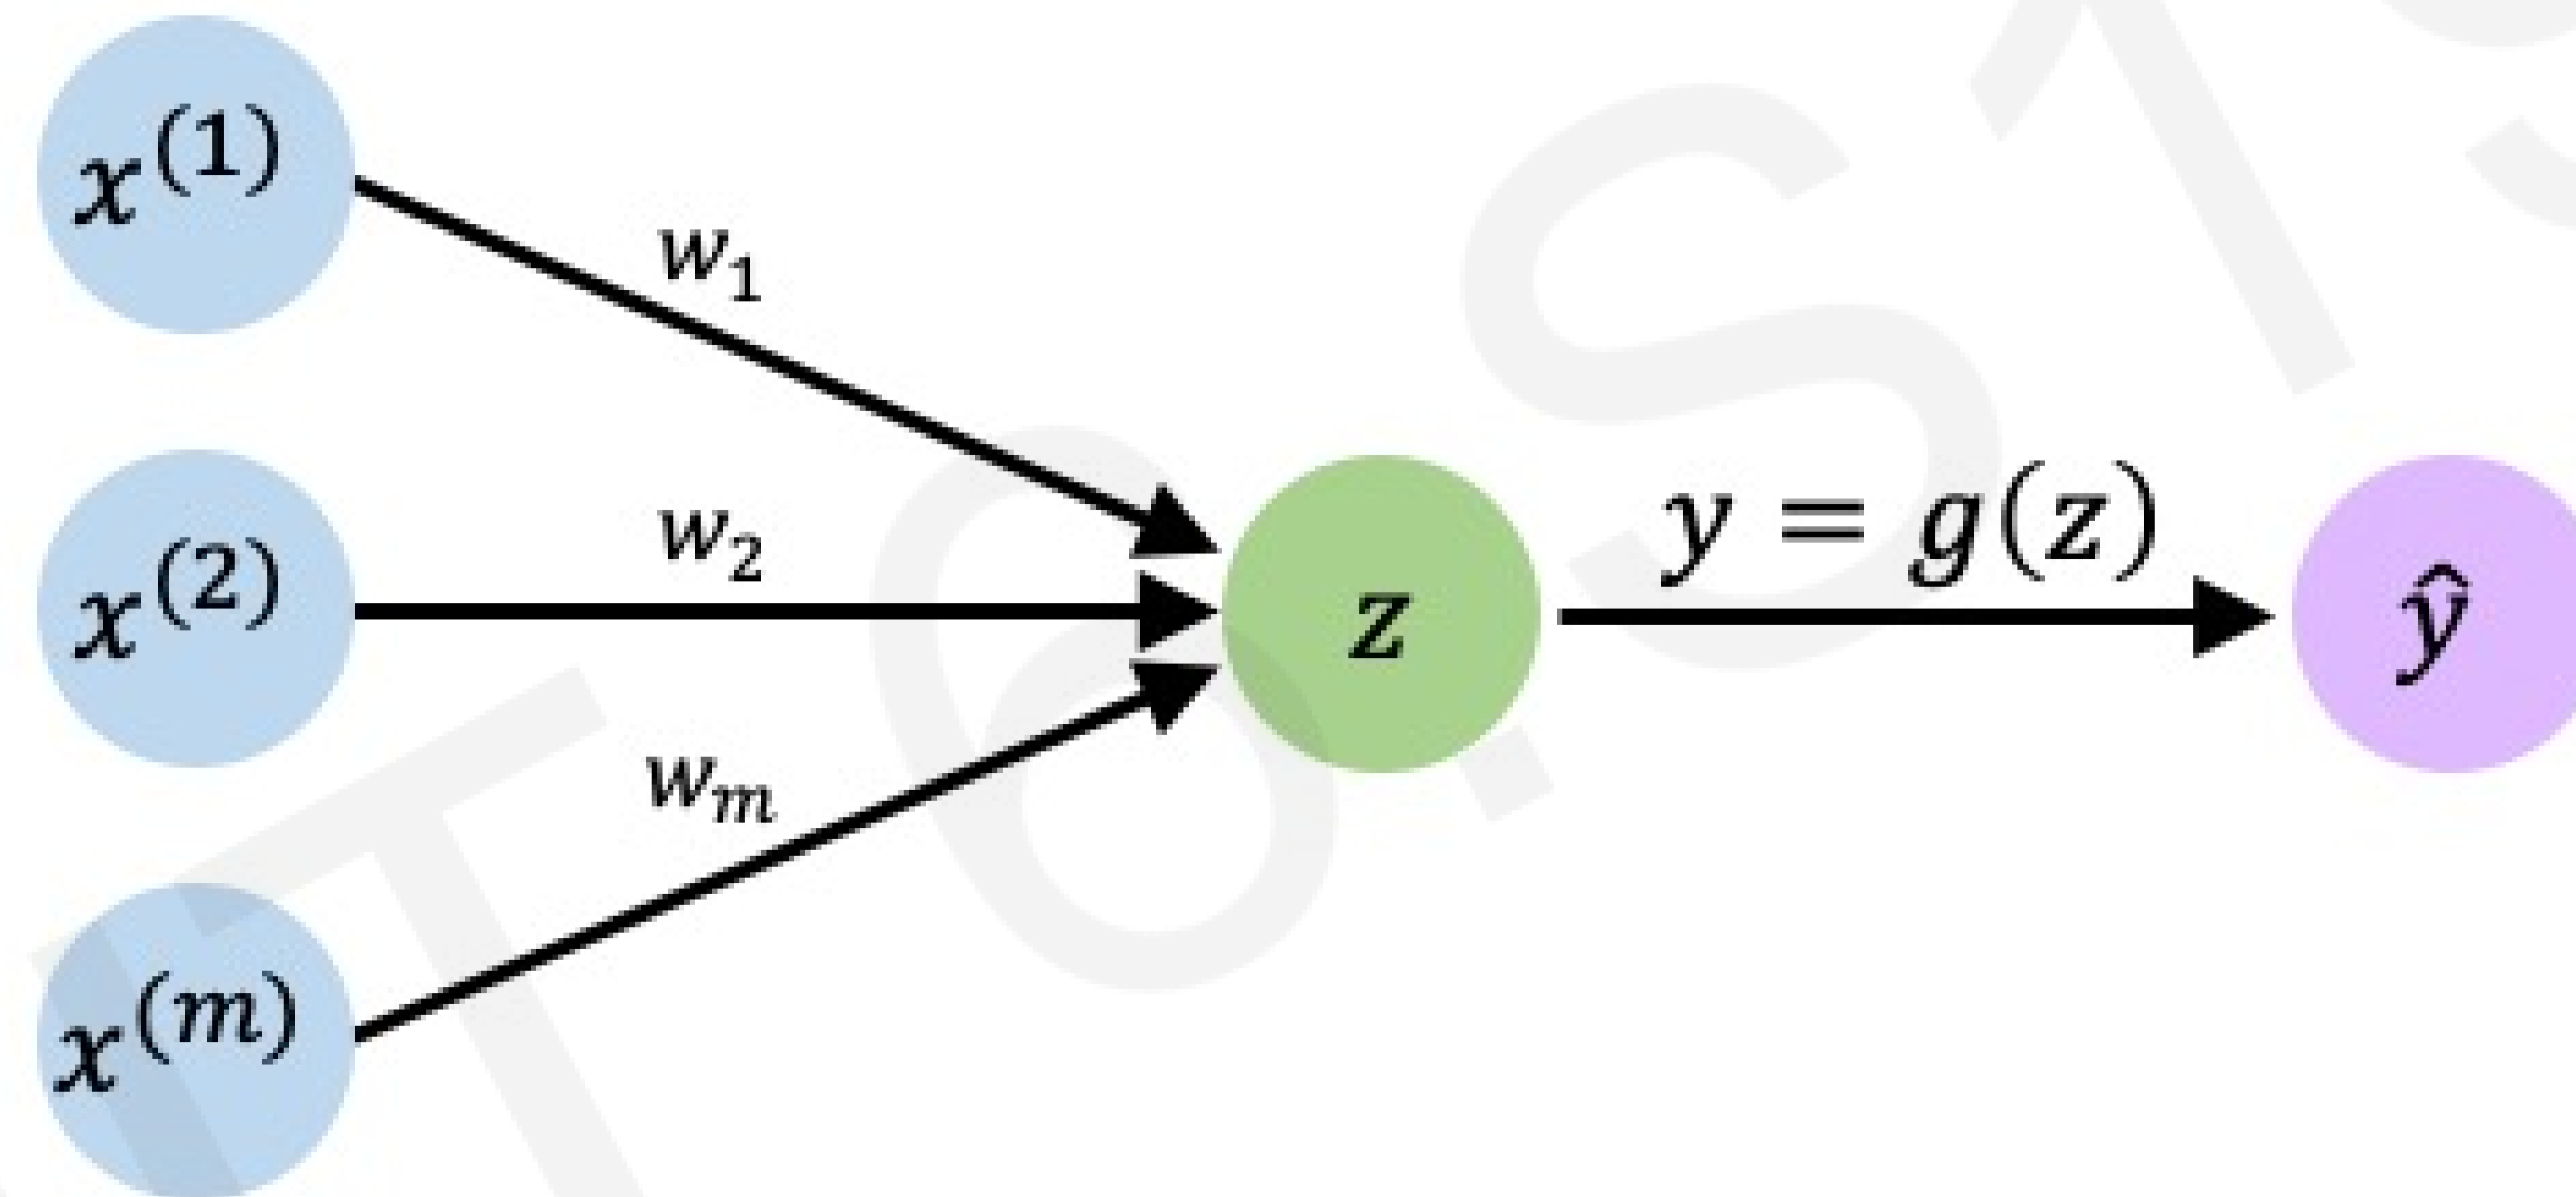 x^(1)
w_1
x^(2)
w_2
z
y = g(z)
ŷ
w_m
x^(m)